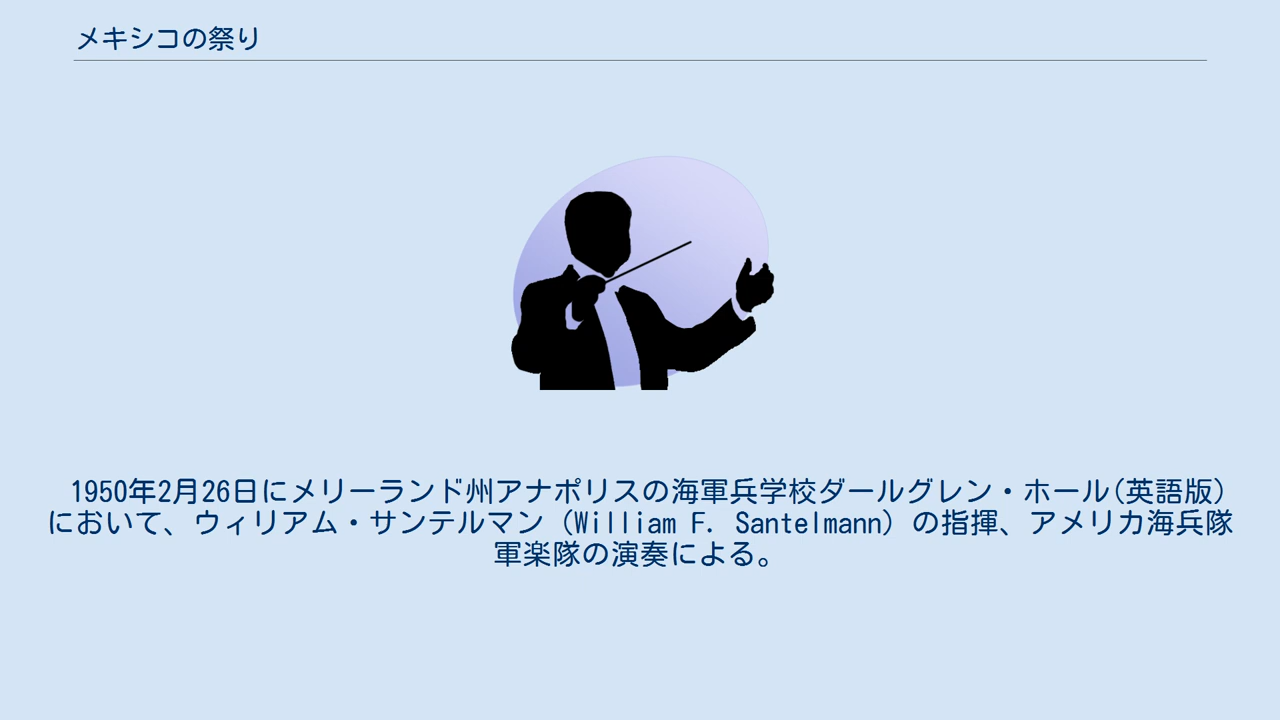 メキシコの祭り
1950年2月26日にメリーランド州アナポリスの海軍兵学校ダールグレン・ホール(英語版)
において、ウィリアム・サンテルマン（William F. Santelmann）の指揮、アメリカ海兵隊
軍楽隊の演奏による。